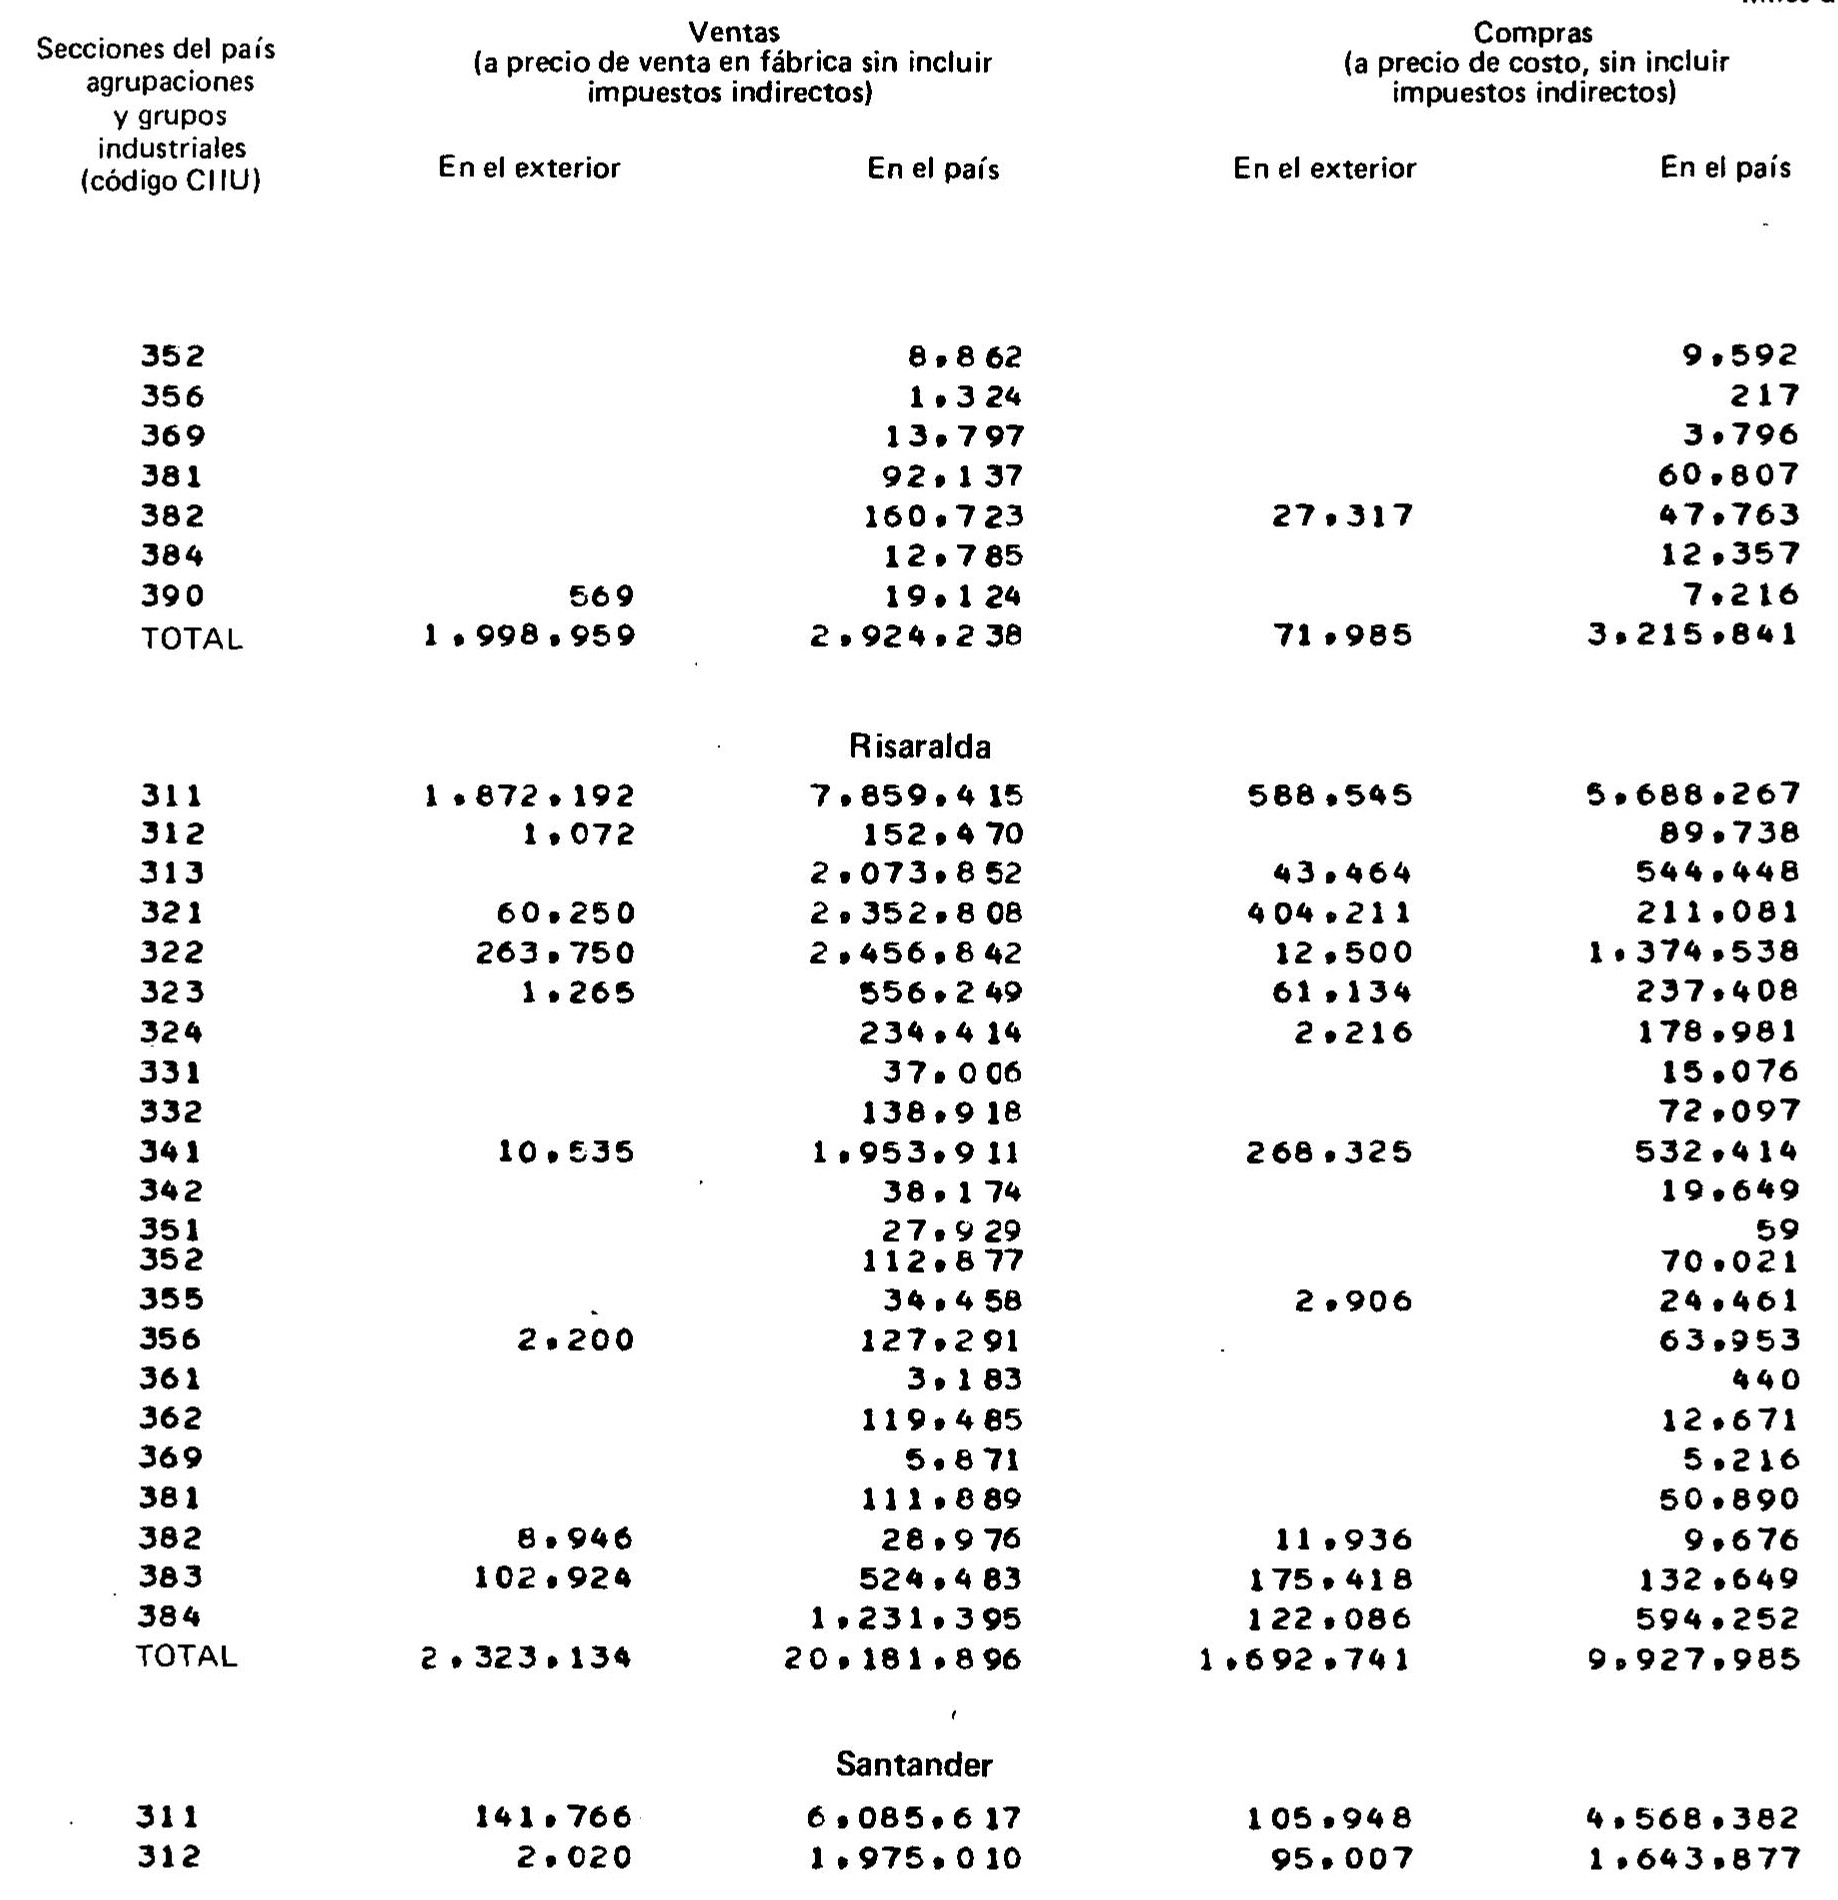 Secciones del país
agrupaciones
y grupos
industriales
(código CIIU)
Ventas
(a precio de venta en fábrica sin incluir
impuestos indirectos)
Compras
(a precio de costo, sin incluir
impuestos indirectos)
En el exterior En el país En el exterior En el país
352 8.862 9.592
356 1.324 217
369 13.797 3.796
381 92.137 60.807
382 160.723 27.317 47.763
384 12.785 12.357
390 569 19.124 7.216
TOTAL 1.998.959 2.924.238 71.985 3.215.841
Risaralda
311 1.872.192 7.859.415 588.545 5.688.267
312 1.072 152.470 89.738
313 2.073.852 43.464 544.448
321 60.250 2.352.808 404.211 211.081
322 263.750 2.456.842 12.500 1.374.538
323 1.265 556.249 61.134 237.408
324 234.414 2.216 178.981
331 37.006 15.076
332 138.918 72.097
341 10.535 1.953.911 268.325 532.414
342 38.174 19.649
351 27.929 59
352 112.877 70.021
355 34.458 2.906 24.461
356 2.200 127.291 63.953
361 3.183 440
362 119.485 12.671
369 5.871 5.216
381 111.889 50.890
382 8.946 28.976 11.936 9.676
383 102.924 524.483 175.418 132.649
384 1.231.395 122.086 594.252
TOTAL 2.323.134 20.181.896 1.692.741 9.927.985
Santander
311 141.766 6.085.617 105.948 4.568.382
312 2.020 1.975.010 95.007 1.643.877